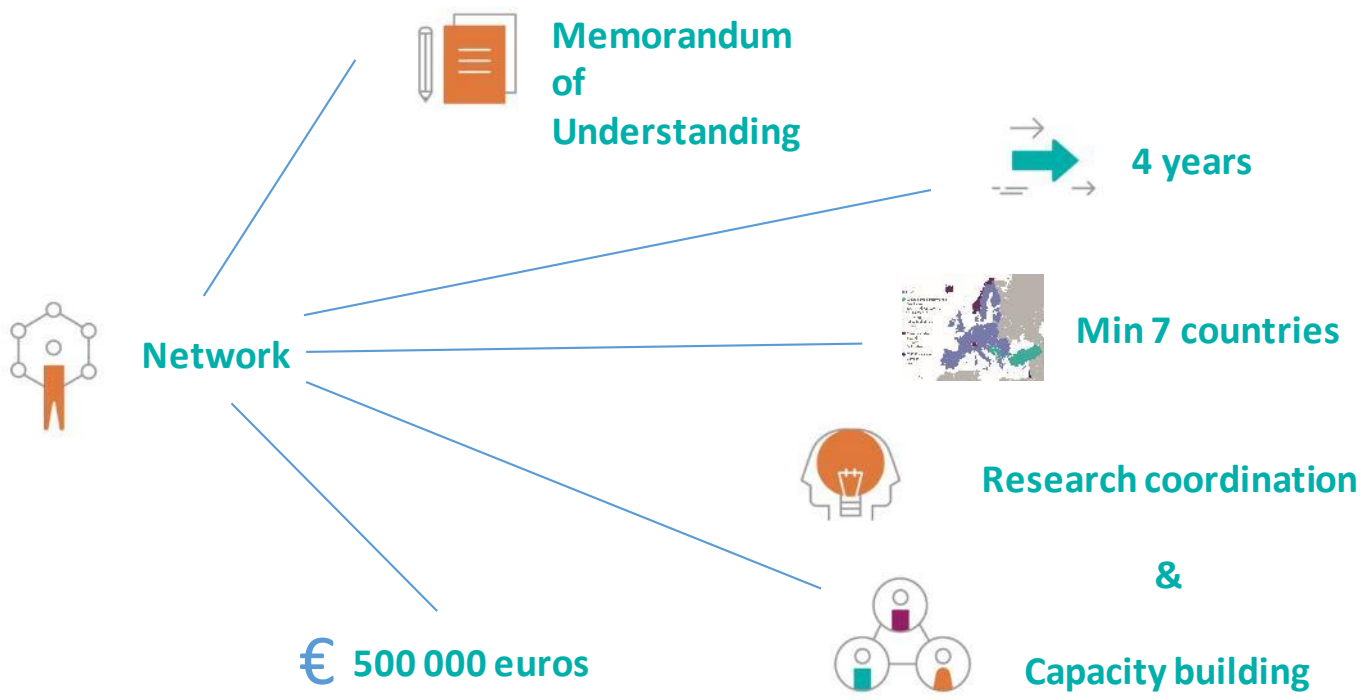 Memorandum
of
Understanding
4 years
Network
Min 7 countries
Research coordination
&
Capacity building
€ 500 000 euros